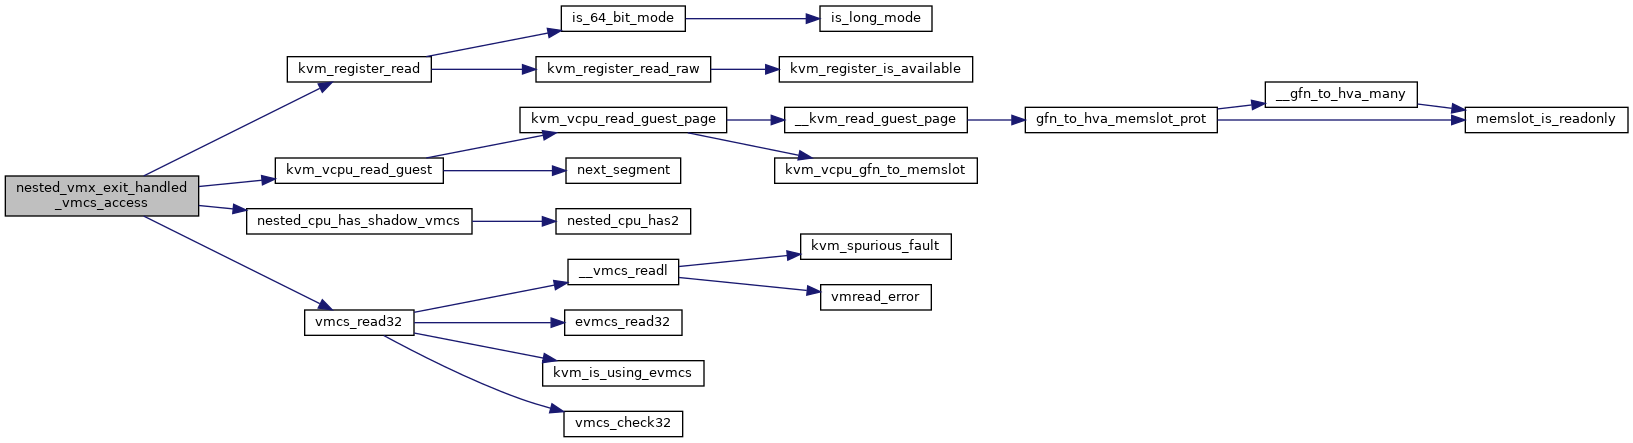 is_64_bit_mode
is_long_mode
kvm_register_read
kvm_register_read_raw
kvm_register_is_available
__gfn_to_hva_many
kvm_vcpu_read_guest_page
__kvm_read_guest_page
gfn_to_hva_memslot_prot
memslot_is_readonly
kvm_vcpu_read_guest
next_segment
kvm_vcpu_gfn_to_memslot
nested_vmx_exit_handled
_vmcs_access
nested_cpu_has_shadow_vmcs
nested_cpu_has2
kvm_spurious_fault
__vmcs_readl
vmread_error
vmcs_read32
evmcs_read32
kvm_is_using_evmcs
vmcs_check32